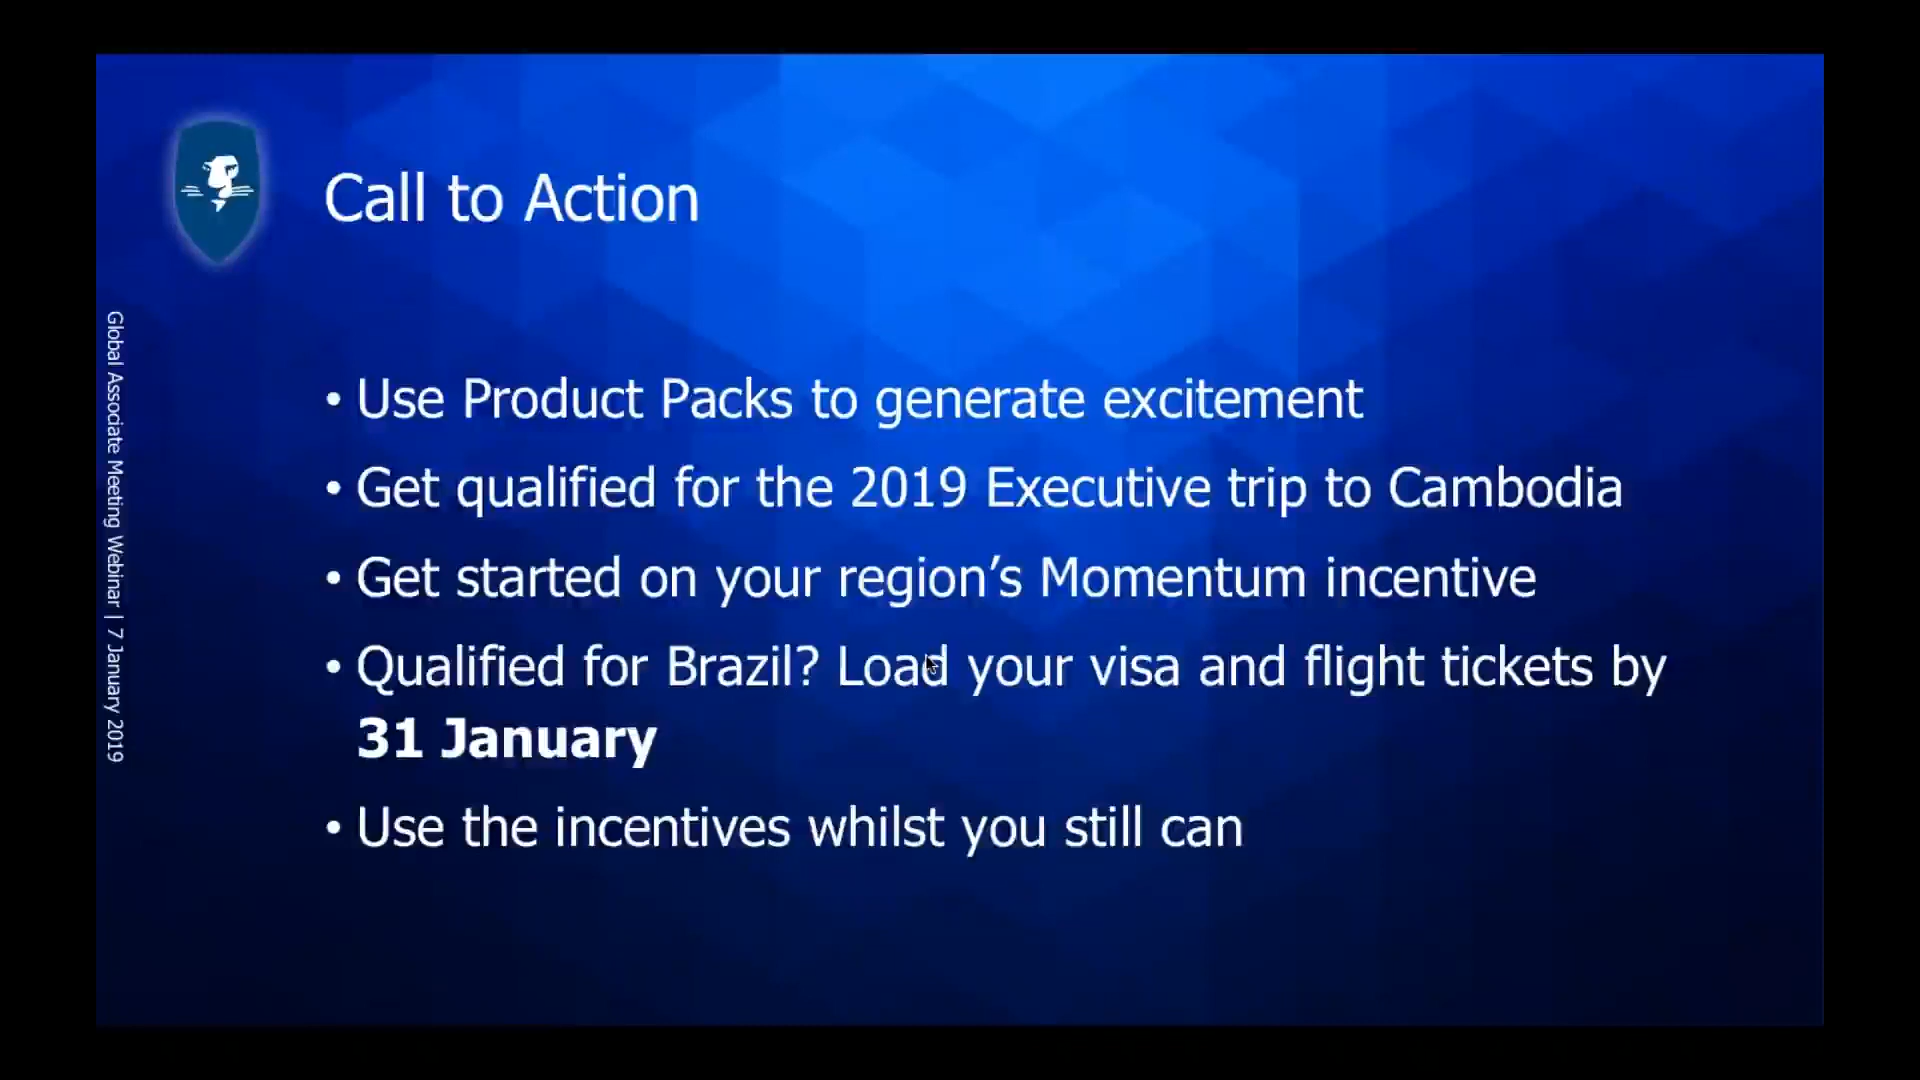 Call to Action
• Use Product Packs to generate excitement
• Get qualified for the 2019 Executive trip to Cambodia
• Get started on your region’s Momentum incentive
• Qualified for Brazil? Load your visa and flight tickets by
31 January
• Use the incentives whilst you still can
Global Associate Meeting Webinar | 7 January 2019